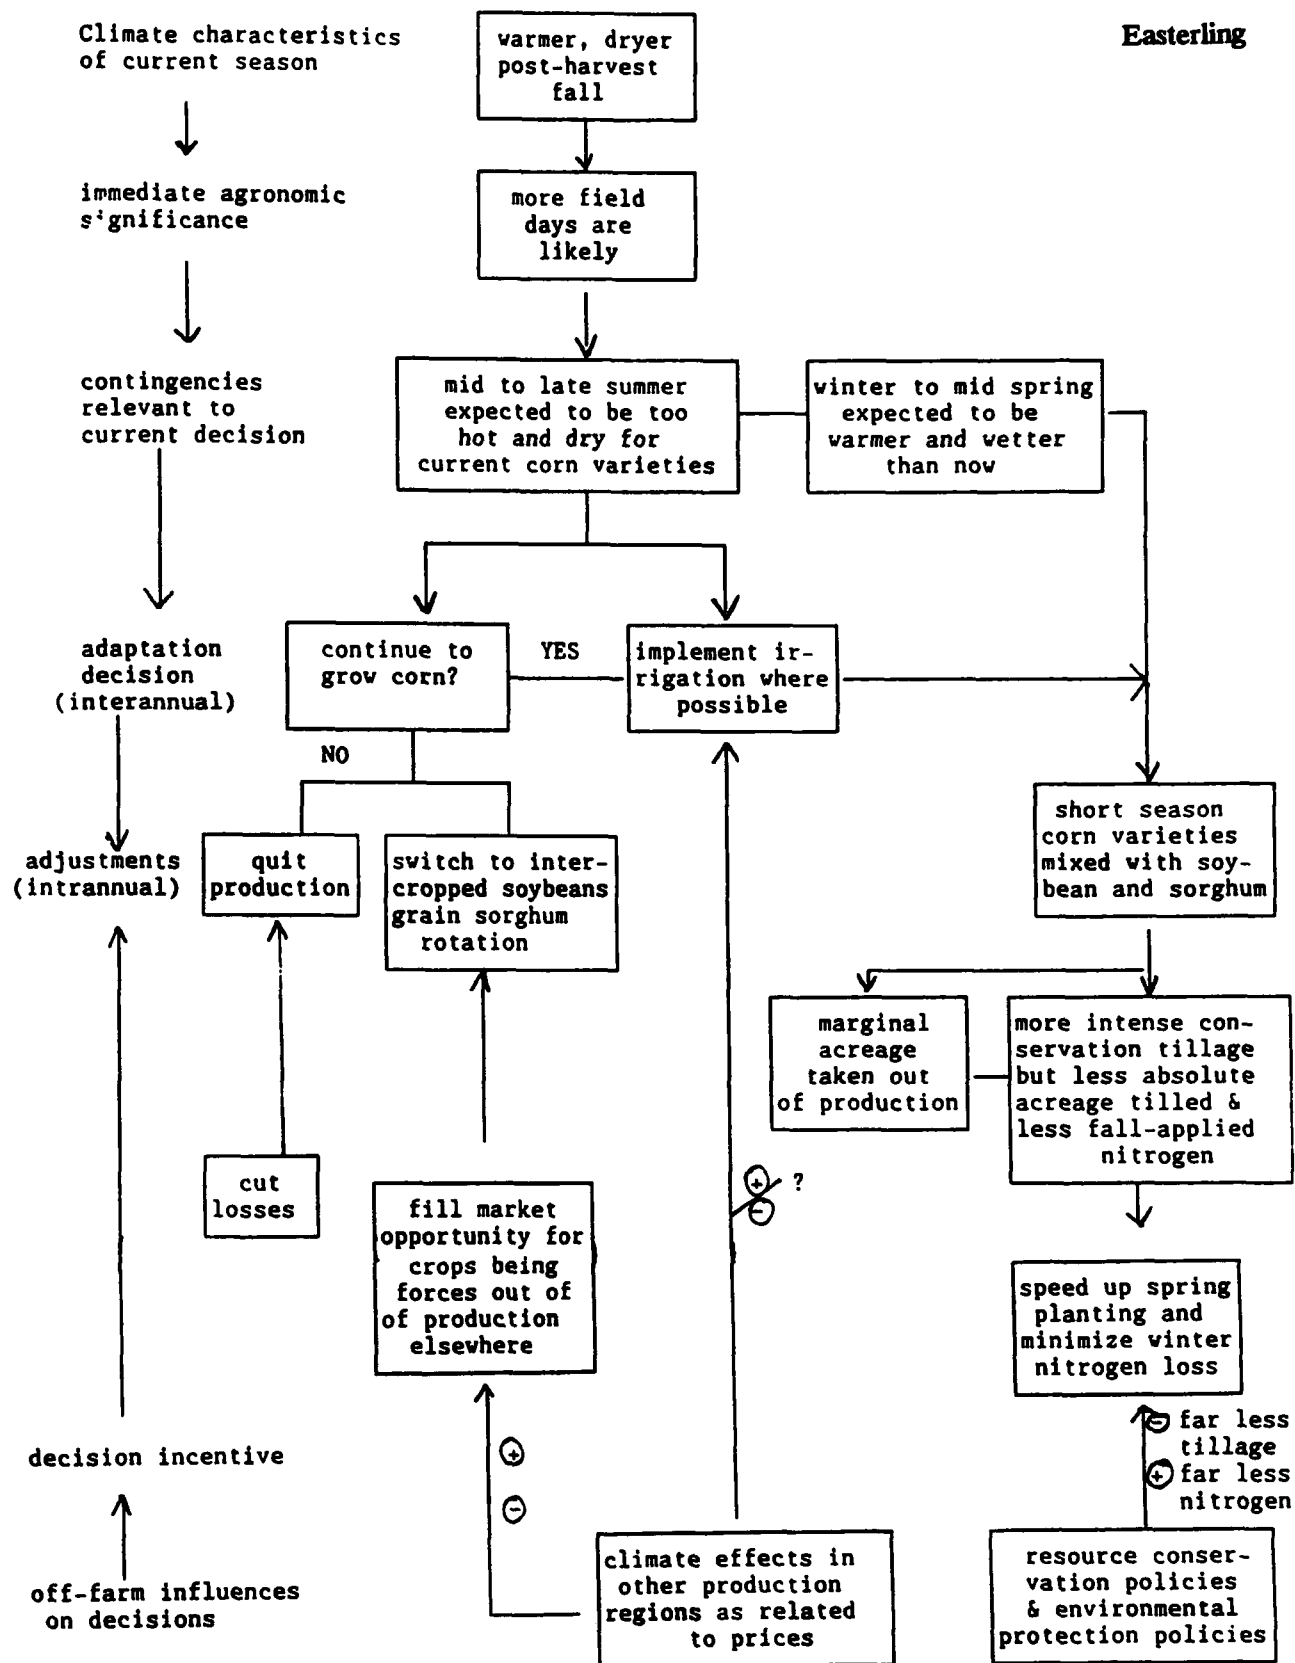 Easterling
Climate characteristics
of current season
warmer, dryer
post-harvest
fall
immediate agronomic
s'gnificance
more field
days are
likely
contingencies
relevant to
current decision
mid to late summer
expected to be too
hot and dry for
current corn varieties
winter to mid spring
expected to be
warmer and wetter
than now
adaptation
decision
(interannual)
continue to
grow corn?
YES
implement ir-
rigation where
possible
NO
adjustments
(intrannual)
quit
production
switch to inter-
cropped soybeans
grain sorghum
rotation
short season
corn varieties
mixed with soy-
bean and sorghum
marginal
acreage
taken out
of production
more intense con-
servation tillage
but less absolute
acreage tilled &
less fall-applied
nitrogen
cut
losses
fill market
opportunity for
crops being
forces out of
of production
elsewhere
+
- ?
speed up spring
planting and
minimize winter
nitrogen loss
decision incentive
+
-
- far less
tillage
+ far less
nitrogen
off-farm influences
on decisions
climate effects in
other production
regions as related
to prices
resource conser-
vation policies
& environmental
protection policies